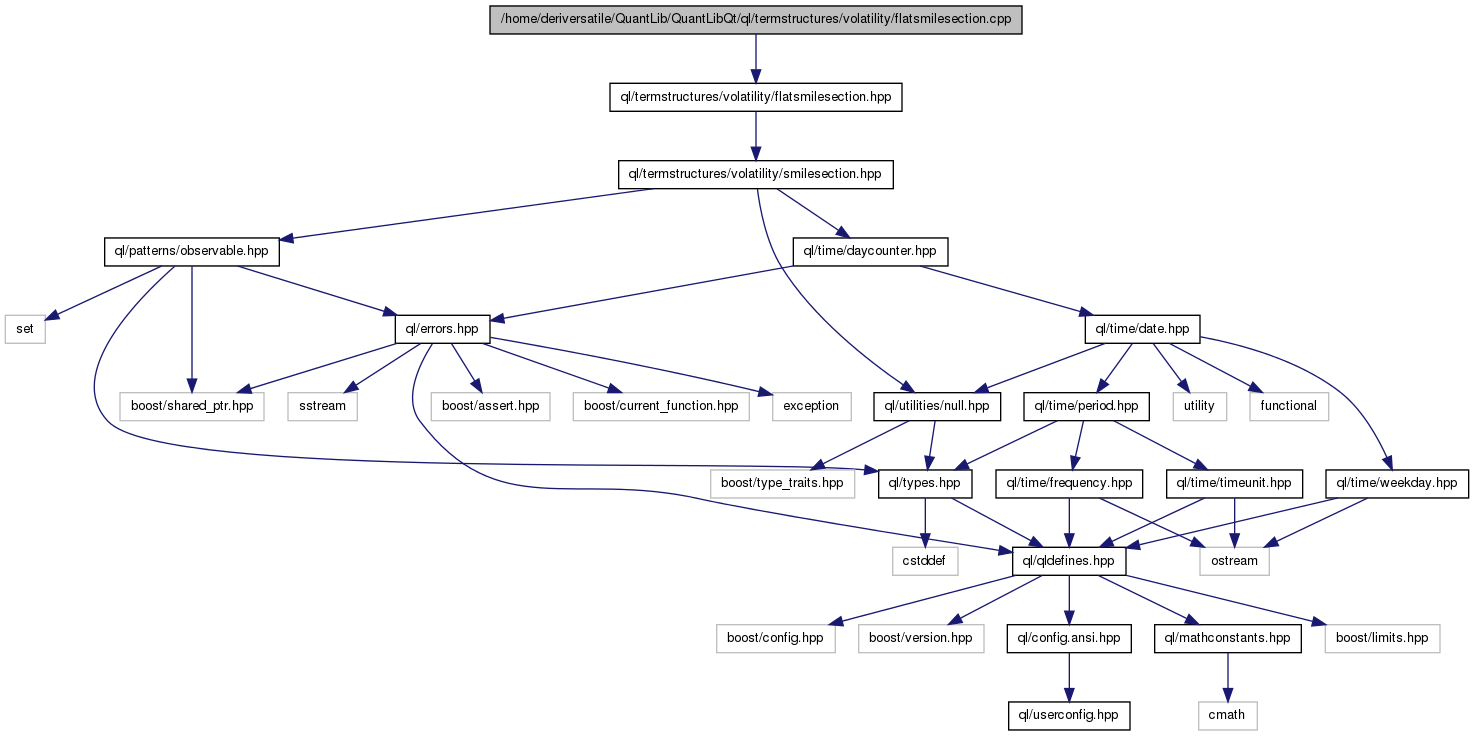 /home/deriversatile/QuantLib/QuantLibQt/ql/termstructures/volatility/flatsmilesection.cpp
ql/termstructures/volatility/flatsmilesection.hpp
ql/termstructures/volatility/smilesection.hpp
ql/patterns/observable.hpp
ql/time/daycounter.hpp
set
ql/errors.hpp
ql/time/date.hpp
boost/shared_ptr.hpp
sstream
boost/assert.hpp
boost/current_function.hpp
exception
ql/utilities/null.hpp
ql/time/period.hpp
utility
functional
boost/type_traits.hpp
ql/types.hpp
ql/time/frequency.hpp
ql/time/timeunit.hpp
ql/time/weekday.hpp
cstddef
ql/qldefines.hpp
ostream
boost/config.hpp
boost/version.hpp
ql/config.ansi.hpp
ql/mathconstants.hpp
boost/limits.hpp
ql/userconfig.hpp
cmath